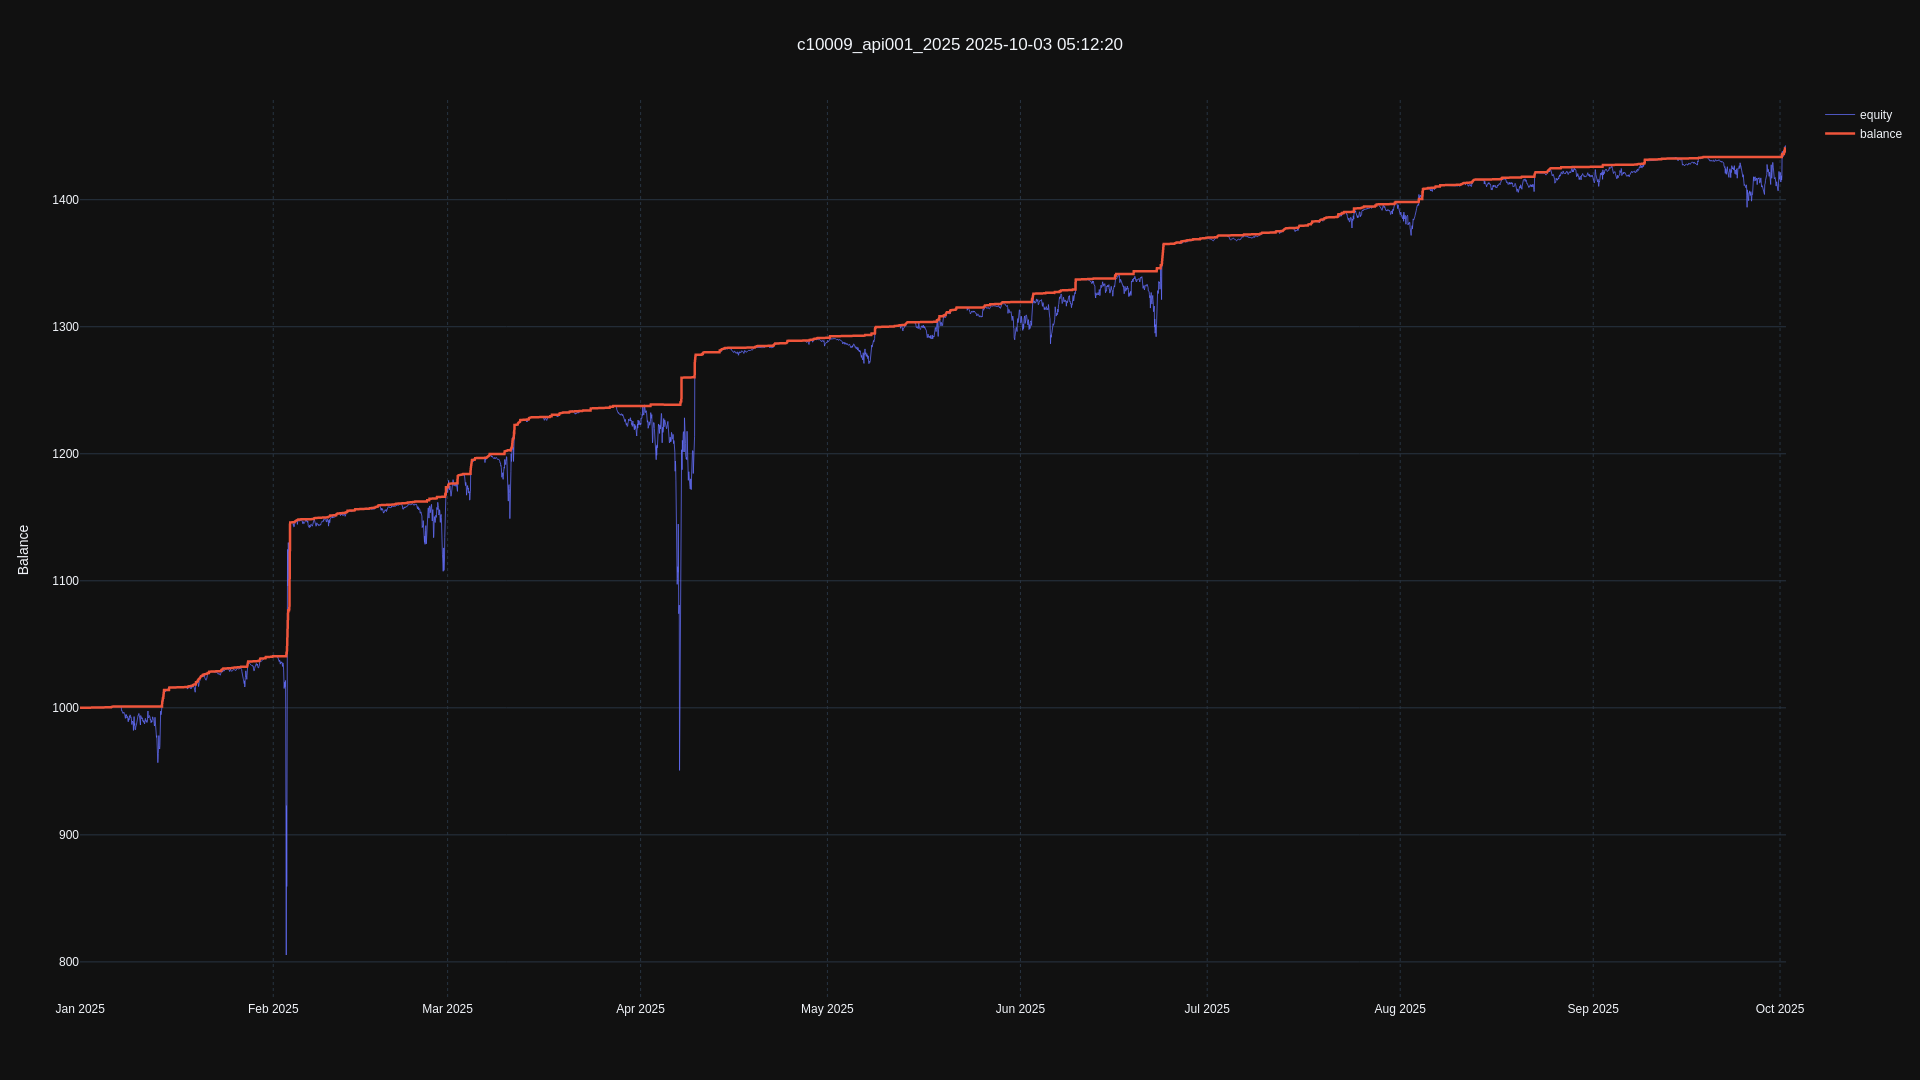 c10009_api001_2025 2025-10-03 05:12:20
equity
balance
1400
1300
1200
1100
1000
900
800
Balance
Jan 2025
Feb 2025
Mar 2025
Apr 2025
May 2025
Jun 2025
Jul 2025
Aug 2025
Sep 2025
Oct 2025